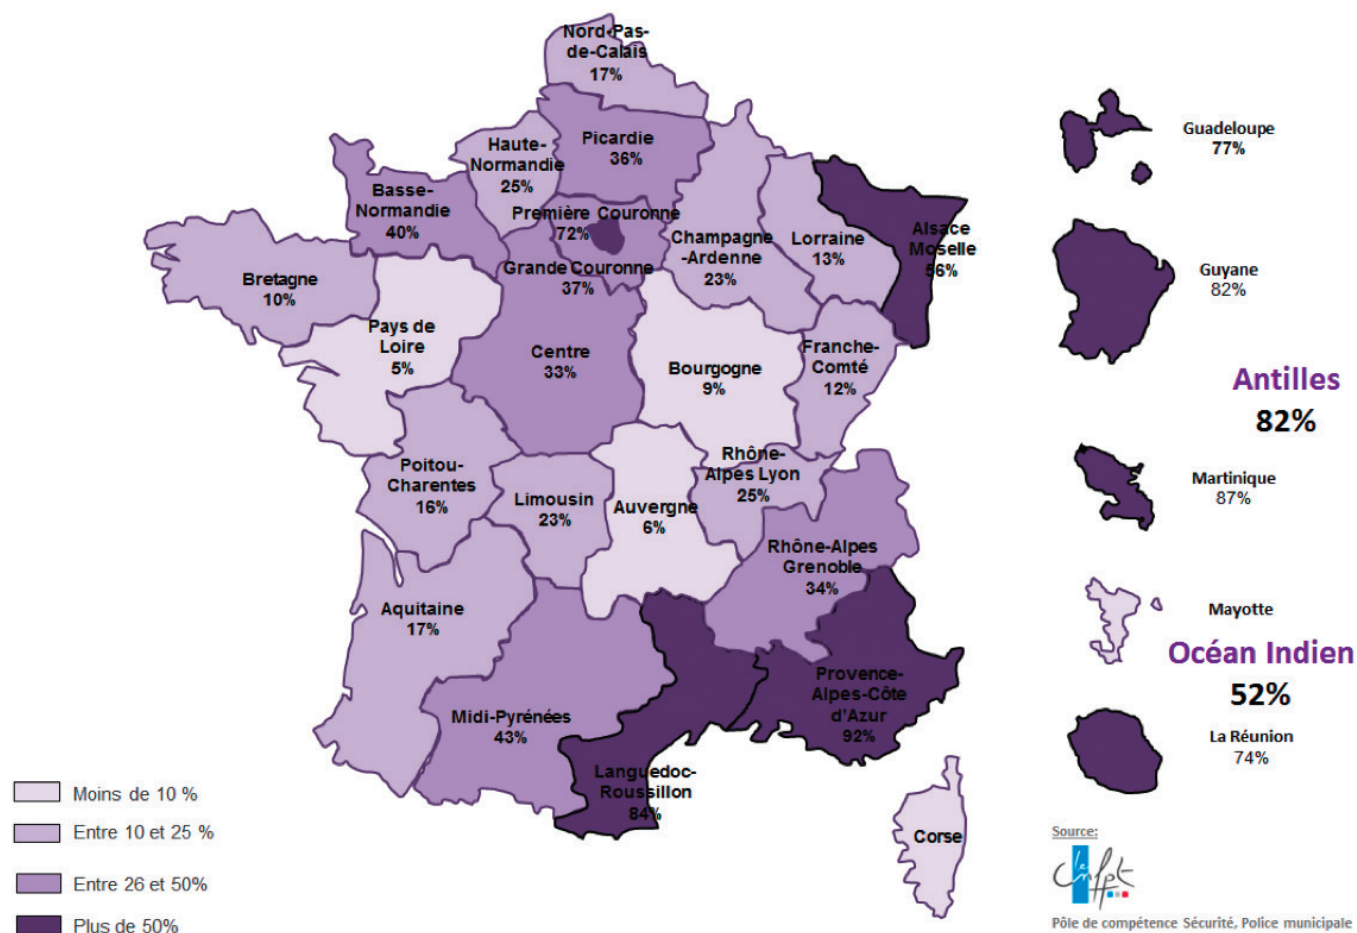 Nord-Pas-
de-Calais
17%
Haute-
Normandie
25%
Picardie
36%
Basse-
Normandie
40%
Première Couronne
72%
Grande Couronne
37%
Champagne
-Ardenne
23%
Lorraine
13%
Alsace
Moselle
56%
Bretagne
10%
Pays de
Loire
5%
Centre
33%
Bourgogne
9%
Franche-
Comté
12%
Poitou-
Charentes
16%
Limousin
23%
Auvergne
6%
Rhône-
Alpes Lyon
25%
Rhône-Alpes
Grenoble
34%
Aquitaine
17%
Midi-Pyrénées
43%
Languedoc-
Roussillon
84%
Provence-
Alpes-Côte
d'Azur
92%
Corse
Guadeloupe
77%
Guyane
82%
Antilles
82%
Martinique
87%
Mayotte
Océan Indien
52%
La Réunion
74%
Moins de 10 %
Entre 10 et 25 %
Entre 26 et 50%
Plus de 50%
Source:
le cnfpt
Pôle de compétence Sécurité, Police municipale